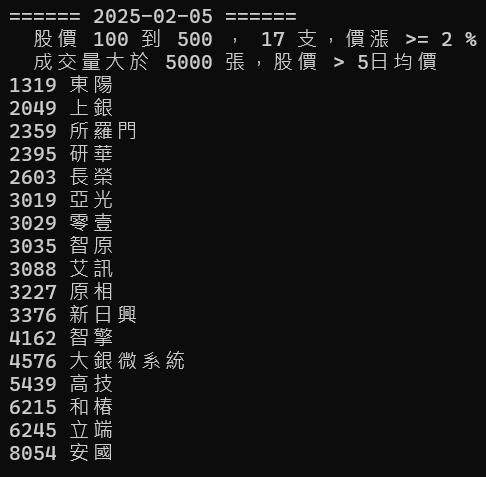 ====== 2025-02-05 ======
股價 100 到 500 , 17 支，價漲 >= 2 %
成交量大於 5000 張，股價 > 5日均價
1319 東陽
2049 上銀
2359 所羅門
2395 研華
2603 長榮
3019 亞光
3029 零壹
3035 智原
3088 艾訊
3227 原相
3376 新日興
4162 智擎
4576 大銀微系統
5439 高技
6215 和椿
6245 立端
8054 安國